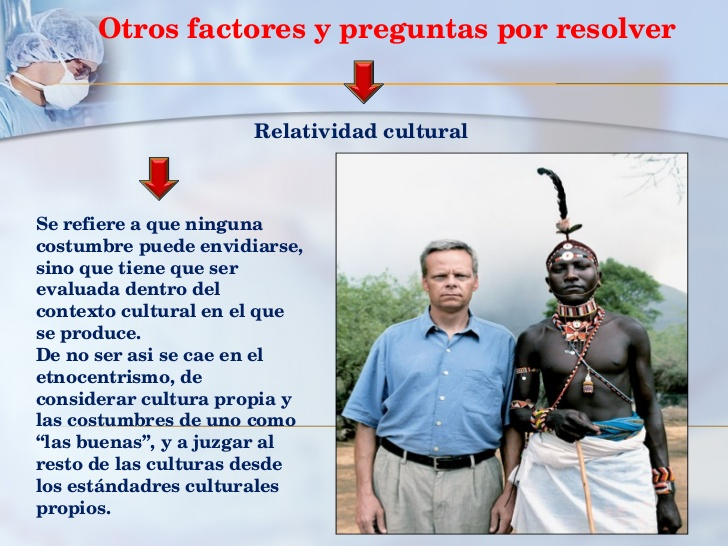 Otros factores y preguntas por resolver
Relatividad cultural
Se refiere a que ninguna
costumbre puede envidiarse,
sino que tiene que ser
evaluada dentro del
contexto cultural en el que
se produce.
De no ser asi se cae en el
etnocentrismo, de
considerar cultura propia y
las costumbres de uno como
“las buenas”, y a juzgar al
resto de las culturas desde
los estándadres culturales
propios.